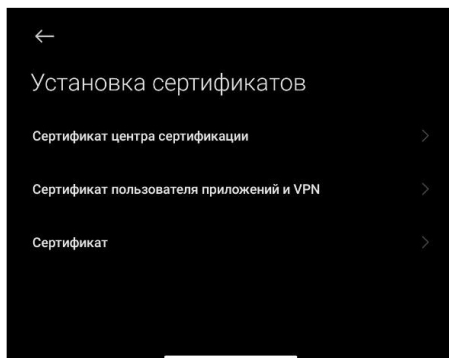 Установка сертификатов
Сертификат центра сертификации
Сертификат пользователя приложений и VPN
Сертификат